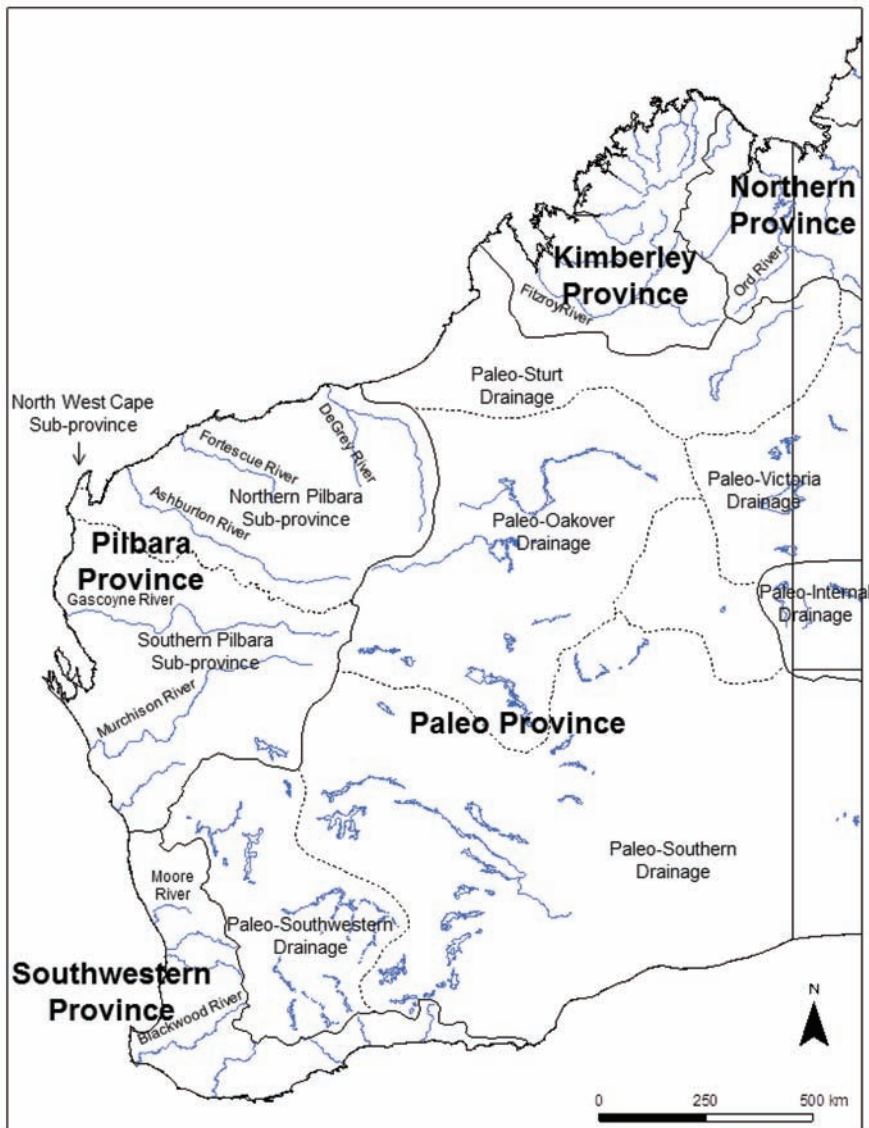 Northern
Province
Kimberley
Province
Ord River
FitzroyRiver
Paleo-Sturt
Drainage
North West Cape
Sub-province
DeGrey River
Fortescue River
Northern Pilbara
Sub-province
Ashburton River
Paleo-Victoria
Drainage
Paleo-Oakover
Drainage
Pilbara
Province
Paleo-Internal
Drainage
Gascoyne River
Southern Pilbara
Sub-province
Murchison River
Paleo Province
Paleo-Southern
Drainage
Moore
River
Paleo-Southwestern
Drainage
Southwestern
Province
Blackwood River
N
0 250 500 km